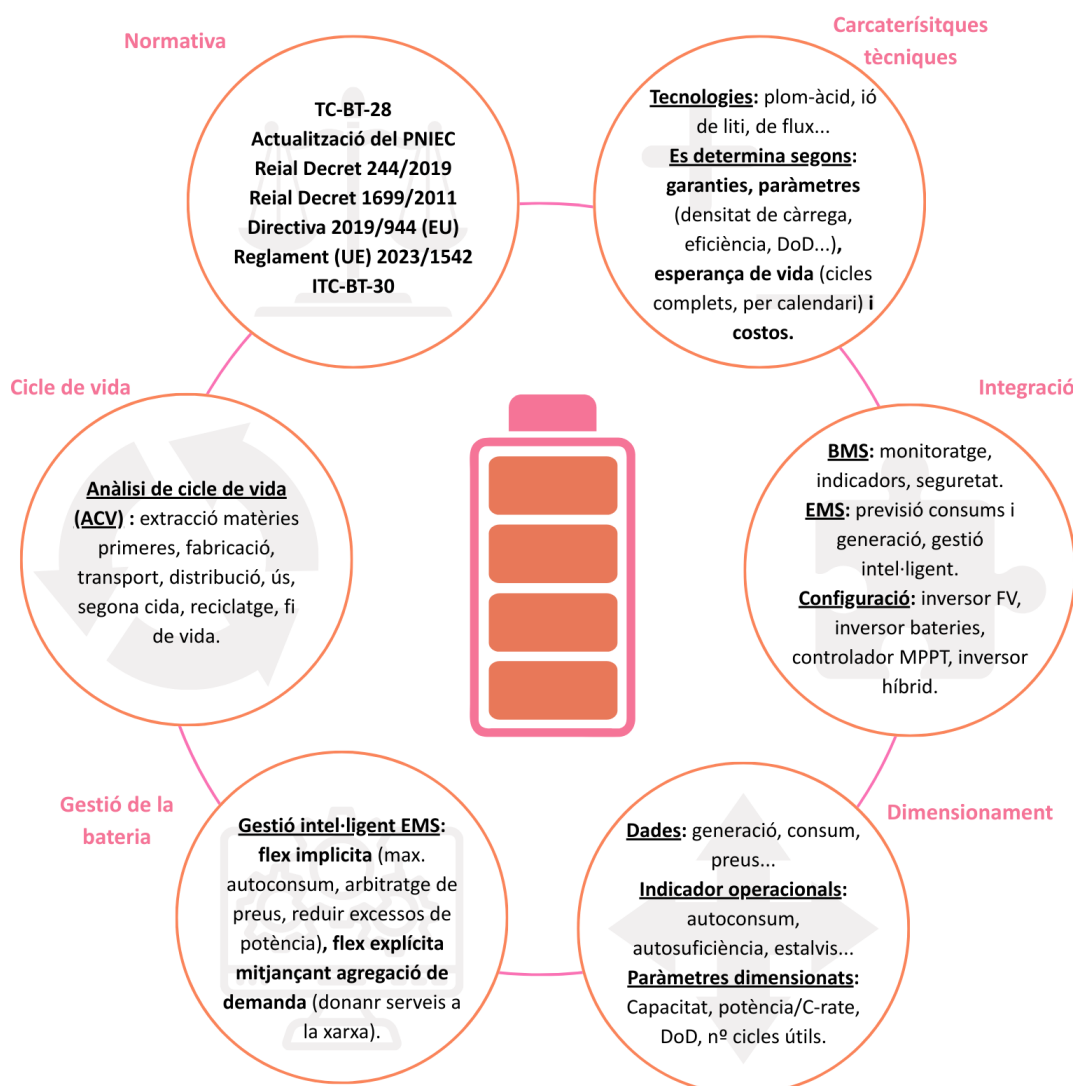 Normativa
TC-BT-28
Actualització del PNIEC
Reial Decret 244/2019
Reial Decret 1699/2011
Directiva 2019/944 (EU)
Reglament (UE) 2023/1542
ITC-BT-30
Carcaterísitques
tècniques
Tecnologies: plom-àcid, ió
de liti, de flux...
Es determina segons:
garanties, paràmetres
(densitat de càrrega,
eficiència, DoD...),
esperança de vida (cicles
complets, per calendari) i
costos.
Integració
BMS: monitoratge,
indicadors, seguretat.
EMS: previsió consums i
generació, gestió
intel·ligent.
Configuració: inversor FV,
inversor bateries,
controlador MPPT, inversor
híbrid.
Dimensionament
Dades: generació, consum,
preus...
Indicador operacionals:
autoconsum,
autosuficiència, estalvis...
Paràmetres dimensionats:
Capacitat, potència/C-rate,
DoD, nº cicles útils.
Gestió de la
bateria
Gestió intel·ligent EMS:
flex implicita (max.
autoconsum, arbitratge de
preus, reduir excessos de
potència), flex explícita
mitjançant agregació de
demanda (donanr serveis a
la xarxa).
Cicle de vida
Anàlisi de cicle de vida
(ACV) : extracció matèries
primeres, fabricació,
transport, distribució, ús,
segona cida, reciclatge, fi
de vida.